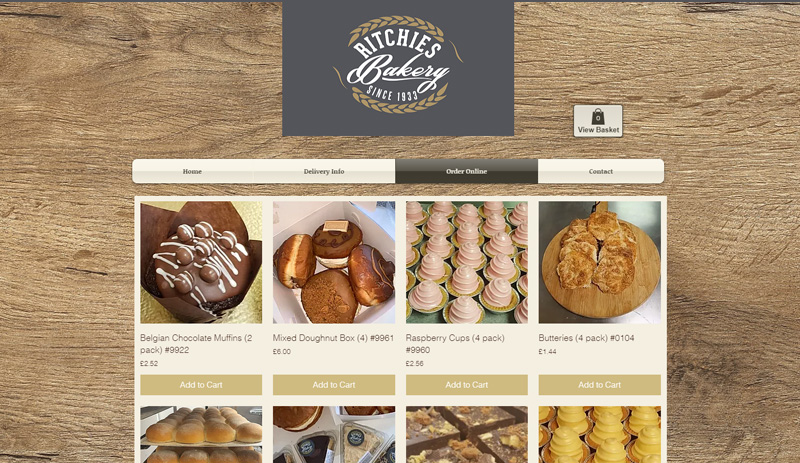 RITCHIES
Bakery
SINCE 1933
0
View Basket
Home
Delivery Info
Order Online
Contact
Belgian Chocolate Muffins (2
pack) #9922
£2.52
Add to Cart
Mixed Doughnut Box (4) #9961
£6.00
Add to Cart
Raspberry Cups (4 pack)
#9960
£2.56
Add to Cart
Butteries (4 pack) #0104
£1.44
Add to Cart